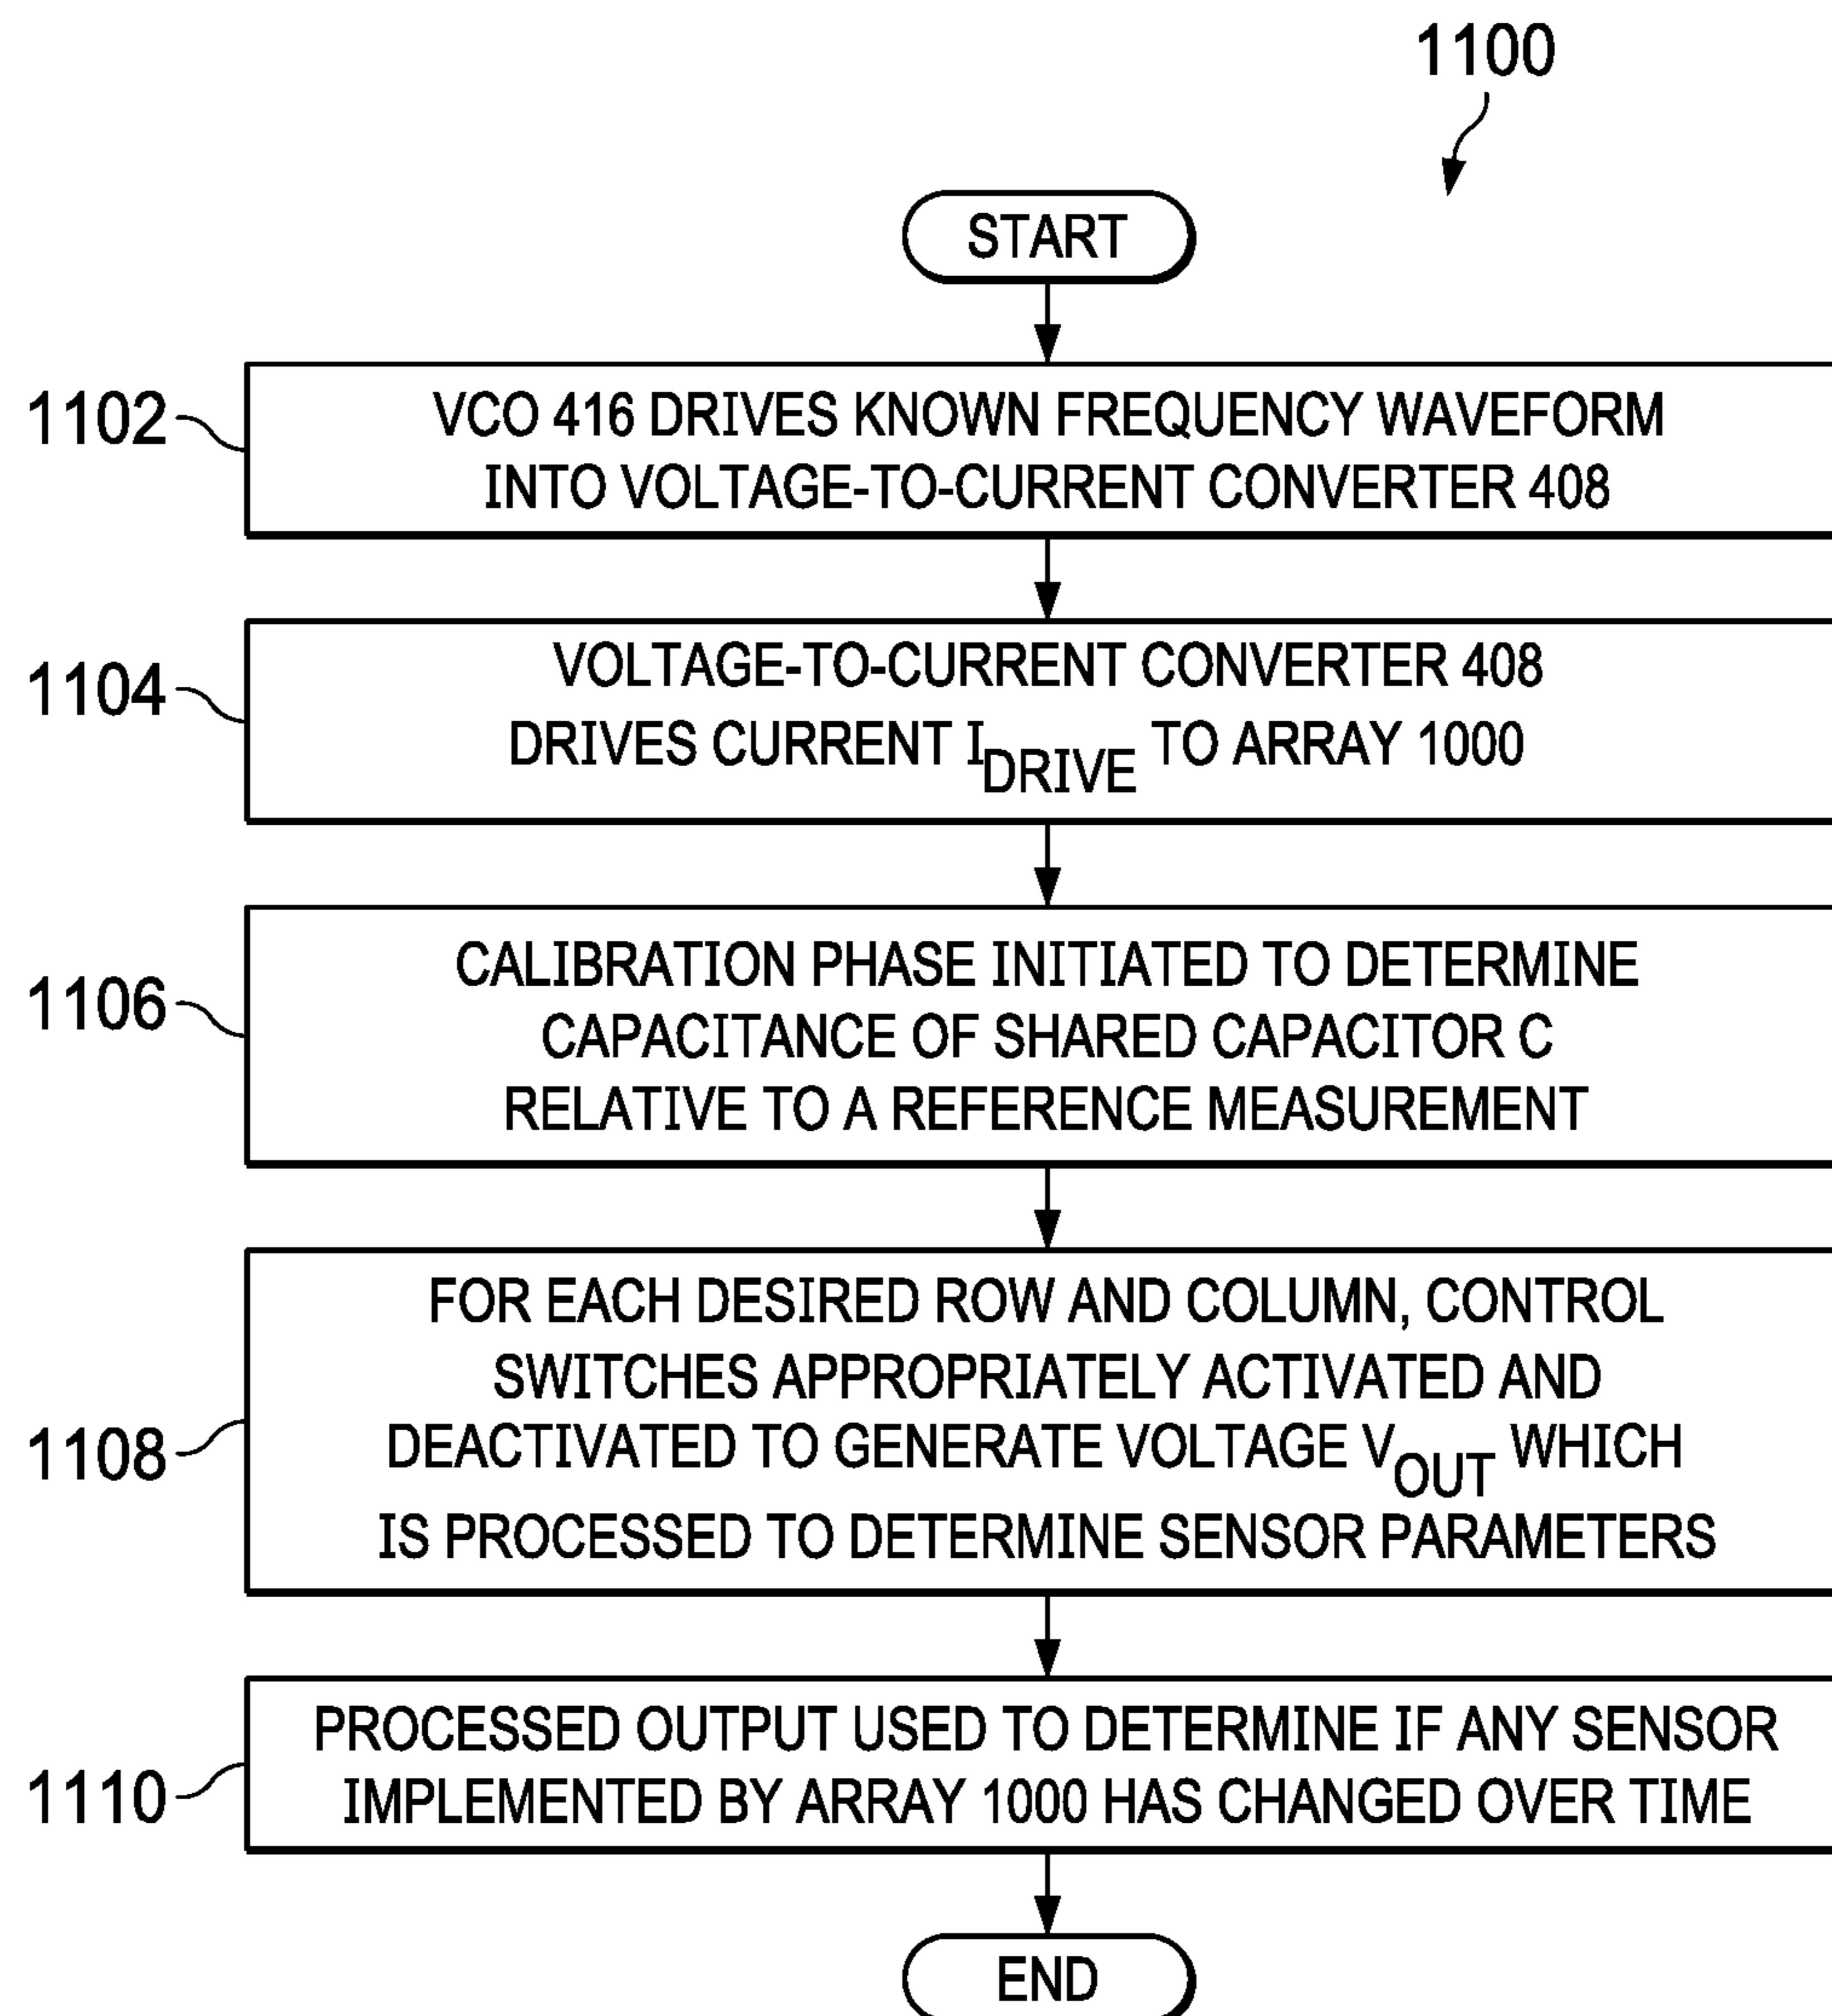 1100
START
1102
VCO 416 DRIVES KNOWN FREQUENCY WAVEFORM
INTO VOLTAGE-TO-CURRENT CONVERTER 408
1104
VOLTAGE-TO-CURRENT CONVERTER 408
DRIVES CURRENT IDRIVE TO ARRAY 1000
1106
CALIBRATION PHASE INITIATED TO DETERMINE
CAPACITANCE OF SHARED CAPACITOR C
RELATIVE TO A REFERENCE MEASUREMENT
1108
FOR EACH DESIRED ROW AND COLUMN, CONTROL
SWITCHES APPROPRIATELY ACTIVATED AND
DEACTIVATED TO GENERATE VOLTAGE VOUT WHICH
IS PROCESSED TO DETERMINE SENSOR PARAMETERS
1110
PROCESSED OUTPUT USED TO DETERMINE IF ANY SENSOR
IMPLEMENTED BY ARRAY 1000 HAS CHANGED OVER TIME
END